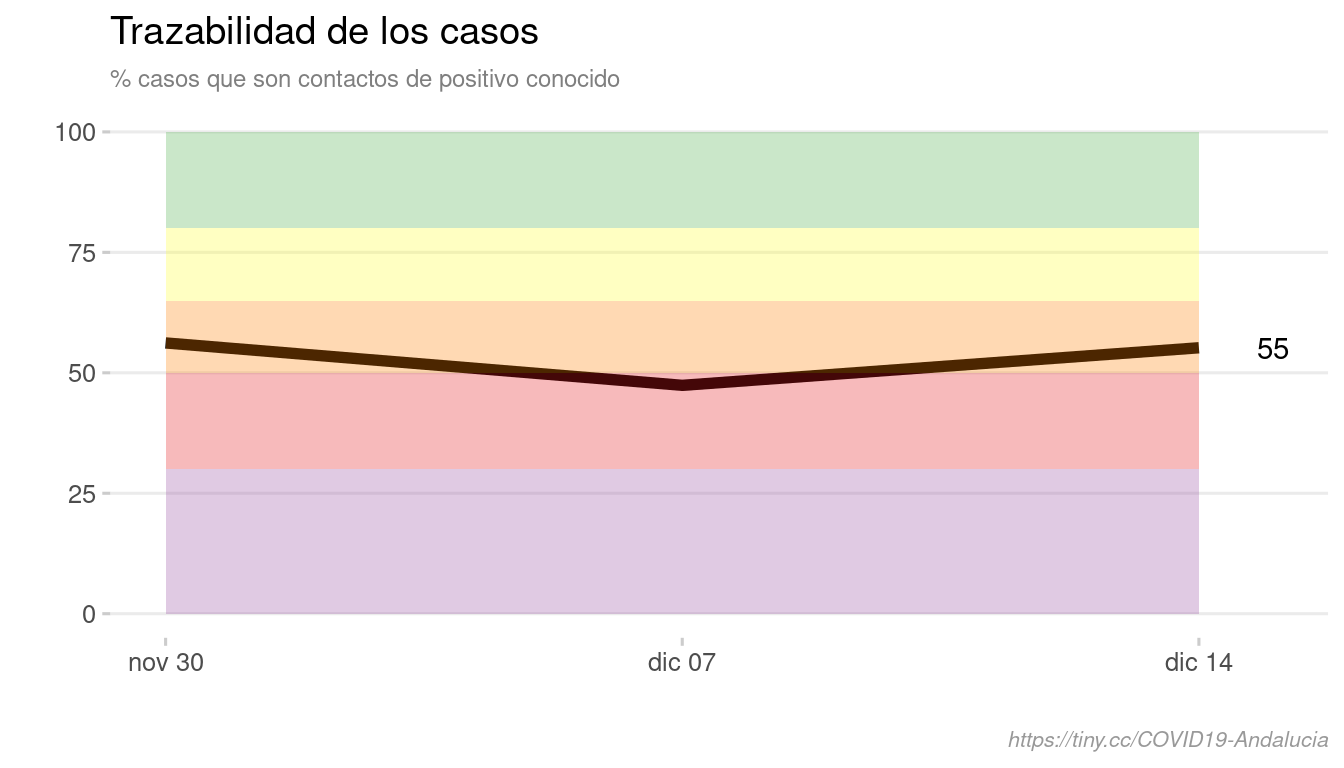 Trazabilidad de los casos
% casos que son contactos de positivo conocido
100
75
55
50
25
0
nov 30 dic 07 dic 14
https://tiny.cc/COVID19-Andalucia